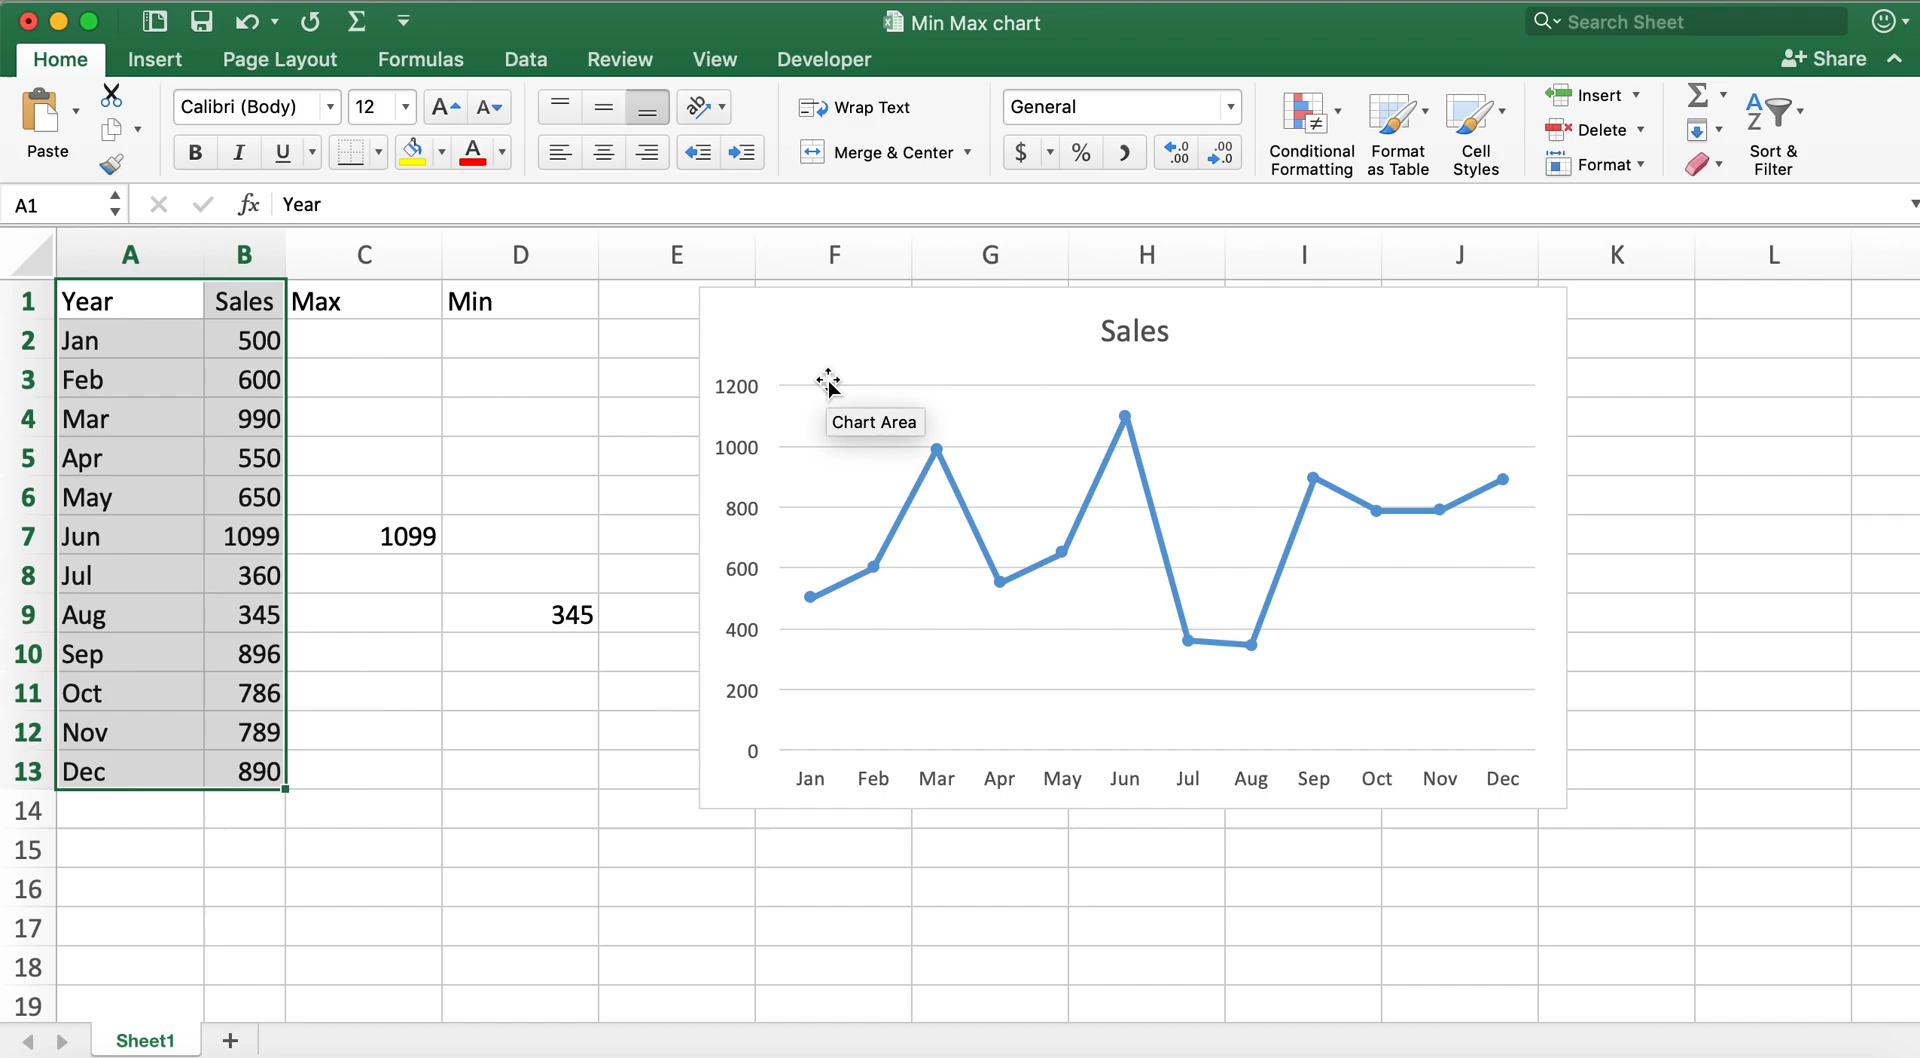 Min Max chart
Search Sheet
Home Insert Page Layout Formulas Data Review View Developer
Share
Paste
Calibri (Body) 12
Wrap Text
General
Insert
Delete
Format
B I U
Merge & Center
$ % .0 .00 .00 .0
Conditional Formatting
Format as Table
Cell Styles
Sort & Filter
A1 fx Year
A B C D E F G H I J K L
1 Year Sales Max Min
2 Jan 500
3 Feb 600
4 Mar 990
5 Apr 550
6 May 650
7 Jun 1099 1099
8 Jul 360
9 Aug 345 345
10 Sep 896
11 Oct 786
12 Nov 789
13 Dec 890
14
15
16
17
18
19
Sales
1200
Chart Area
1000
800
600
400
200
0
Jan Feb Mar Apr May Jun Jul Aug Sep Oct Nov Dec
Sheet1 +